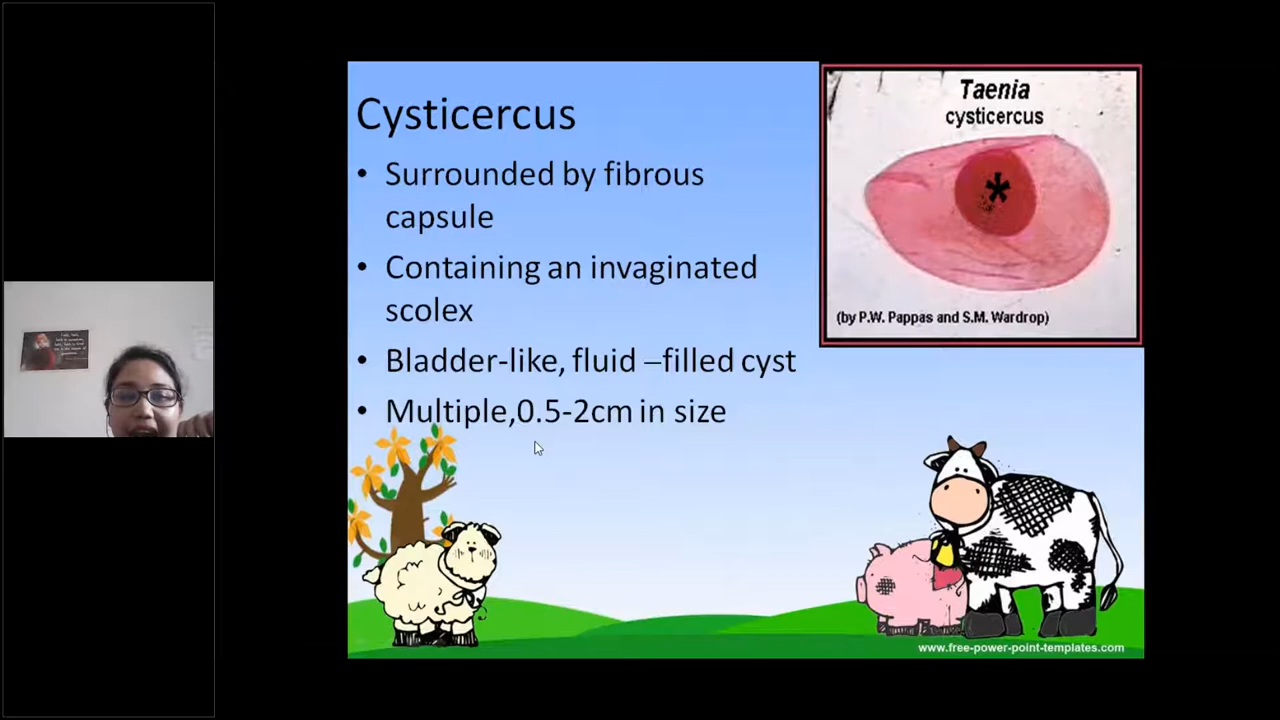 Cysticercus
• Surrounded by fibrous
capsule
• Containing an invaginated
scolex
• Bladder-like, fluid –filled cyst
• Multiple,0.5-2cm in size
Taenia
cysticercus
*
(by P.W. Pappas and S.M. Wardrop)
www.free-power-point-templates.com